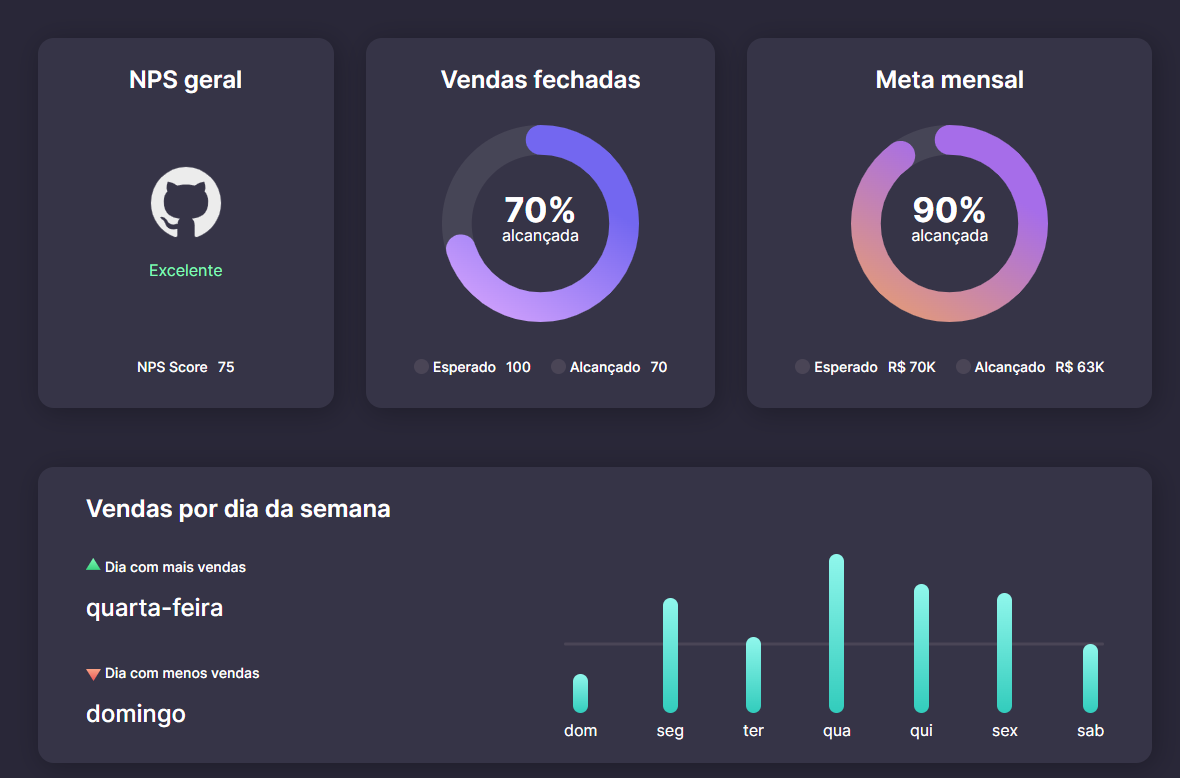 NPS geral
Excelente
NPS Score 75
Vendas fechadas
70%
alcançada
Esperado 100 Alcançado 70
Meta mensal
90%
alcançada
Esperado R$ 70K Alcançado R$ 63K
Vendas por dia da semana
Dia com mais vendas
quarta-feira
Dia com menos vendas
domingo
dom seg ter qua qui sex sab